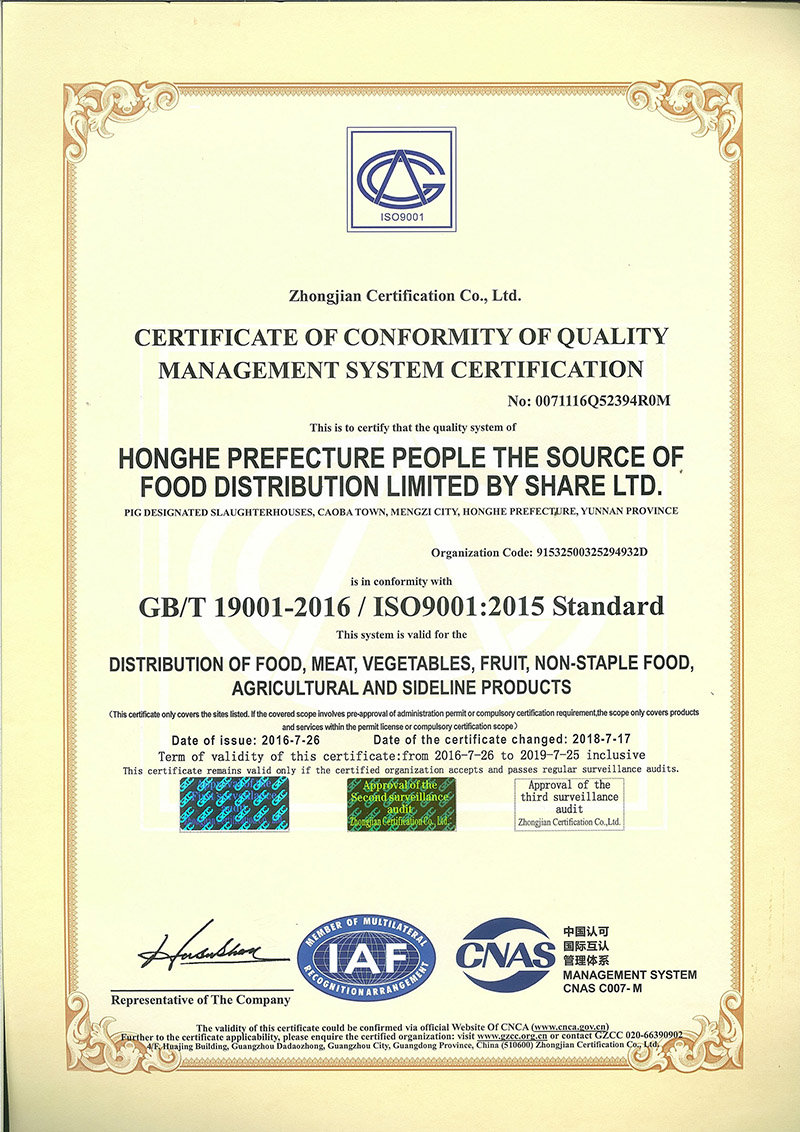 ISO9001
Zhongjian Certification Co., Ltd.
CERTIFICATE OF CONFORMITY OF QUALITY
MANAGEMENT SYSTEM CERTIFICATION
No: 0071116Q52394R0M
This is to certify that the quality system of
HONGHE PREFECTURE PEOPLE THE SOURCE OF
FOOD DISTRIBUTION LIMITED BY SHARE LTD.
PIG DESIGNATED SLAUGHTERHOUSES, CAOBA TOWN, MENGZI CITY, HONGHE PREFECTURE, YUNNAN PROVINCE
Organization Code: 91532500325294932D
is in conformity with
GB/T 19001-2016 / ISO9001:2015 Standard
This system is valid for the
DISTRIBUTION OF FOOD, MEAT, VEGETABLES, FRUIT, NON-STAPLE FOOD,
AGRICULTURAL AND SIDELINE PRODUCTS
(This certificate only covers the sites listed. If the covered scope involves pre-approval of administration permit or compulsory certification requirement,the scope only covers products
and services within the permit license or compulsory certification scope)
Date of issue: 2016-7-26 Date of the certificate changed: 2018-7-17
Term of validity of this certificate:from 2016-7-26 to 2019-7-25 inclusive
This certificate remains valid only if the certified organization accepts and passes regular surveillance audits.
Approval of the
Second surveillance
audit
Zhongjian Certification Co., Ltd.
Approval of the
third surveillance
audit
Zhongjian Certification Co.,Ltd.
Representative of The Company
MEMBER OF MULTILATERAL
IAF
RECOGNITION ARRANGEMENT
CNAS
中国认可
国际互认
管理体系
MANAGEMENT SYSTEM
CNAS C007- M
The validity of this certificate could be confirmed via official Website Of CNCA (www.cnca.gov.cn)
Further to the certificate applicability, please enquire the certified organization: visit www.gzcc.org.cn or contact GZCC 020-66390902
4/F, Huajing Building, Guangzhou Dadaozhong, Guangzhou City, Guangdong Province, China (510600) Zhongjian Certification Co., Ltd.